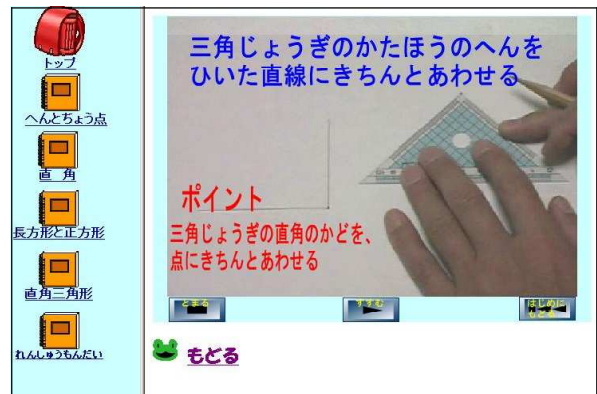 トップ
へんとちょう点
直 角
長方形と正方形
直角三角形
れんしゅうもんだい
三角じょうぎのかたほうのへんを
ひいた直線にきちんとあわせる
ポイント
三角じょうぎの直角のかどを、
点にきちんとあわせる
とまる
すすむ
はじめに
もどる
もどる